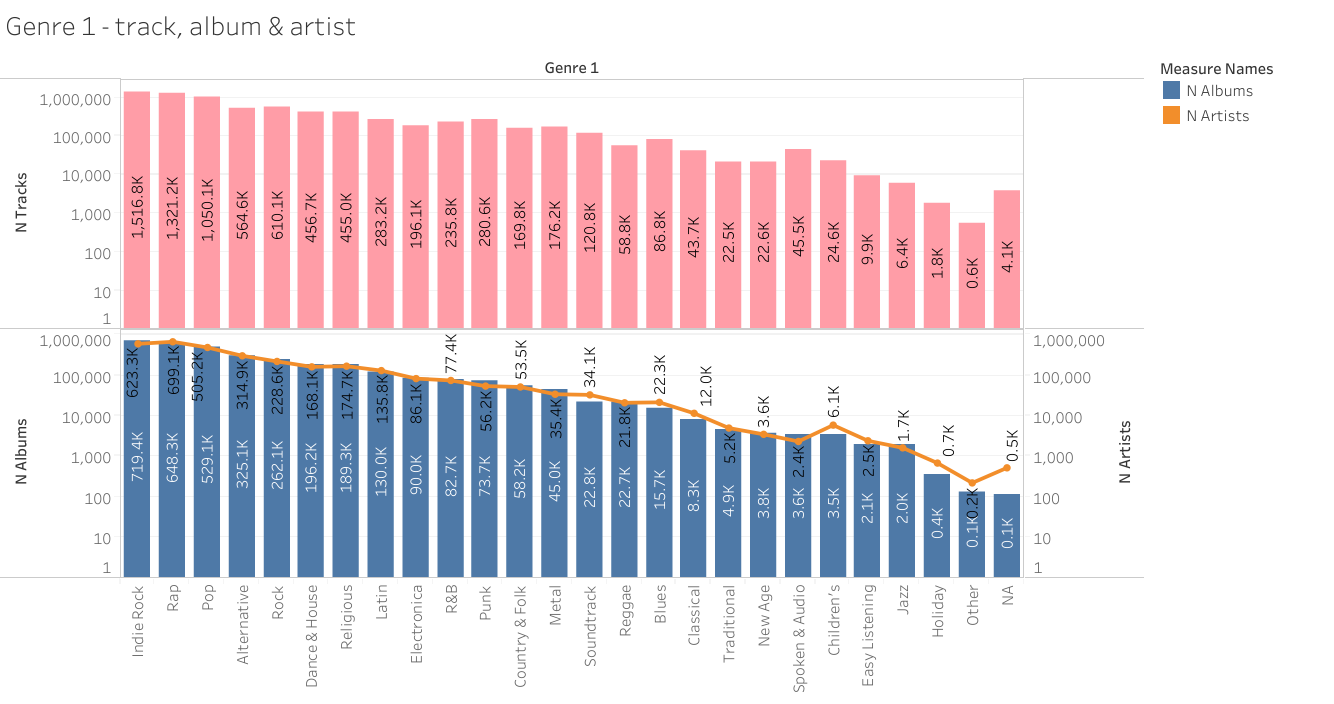 Genre 1 - track, album & artist
Genre 1
Measure Names
N Albums
N Artists
N Tracks
1,000,000
100,000
10,000
1,000
100
10
1
1,516.8K
1,321.2K
1,050.1K
564.6K
610.1K
456.7K
455.0K
283.2K
196.1K
235.8K
280.6K
169.8K
176.2K
120.8K
58.8K
86.8K
43.7K
22.5K
22.6K
45.5K
24.6K
9.9K
6.4K
1.8K
0.6K
4.1K
N Albums
1,000,000
100,000
10,000
1,000
100
10
1
623.3K
699.1K
505.2K
314.9K
228.6K
168.1K
174.7K
135.8K
86.1K
77.4K
56.2K
53.5K
35.4K
34.1K
21.8K
22.3K
12.0K
5.2K
3.6K
2.4K
6.1K
2.5K
1.7K
0.7K
0.2K
0.5K
719.4K
648.3K
529.1K
325.1K
262.1K
196.2K
189.3K
130.0K
90.0K
82.7K
73.7K
58.2K
45.0K
22.8K
22.7K
15.7K
8.3K
4.9K
3.8K
3.6K
3.5K
2.1K
2.0K
0.4K
0.1K
0.1K
1,000,000
100,000
10,000
1,000
100
10
1
N Artists
Indie Rock
Rap
Pop
Alternative
Rock
Dance & House
Religious
Latin
Electronica
R&B
Punk
Country & Folk
Metal
Soundtrack
Reggae
Blues
Classical
Traditional
New Age
Spoken & Audio
Children's
Easy Listening
Jazz
Holiday
Other
NA